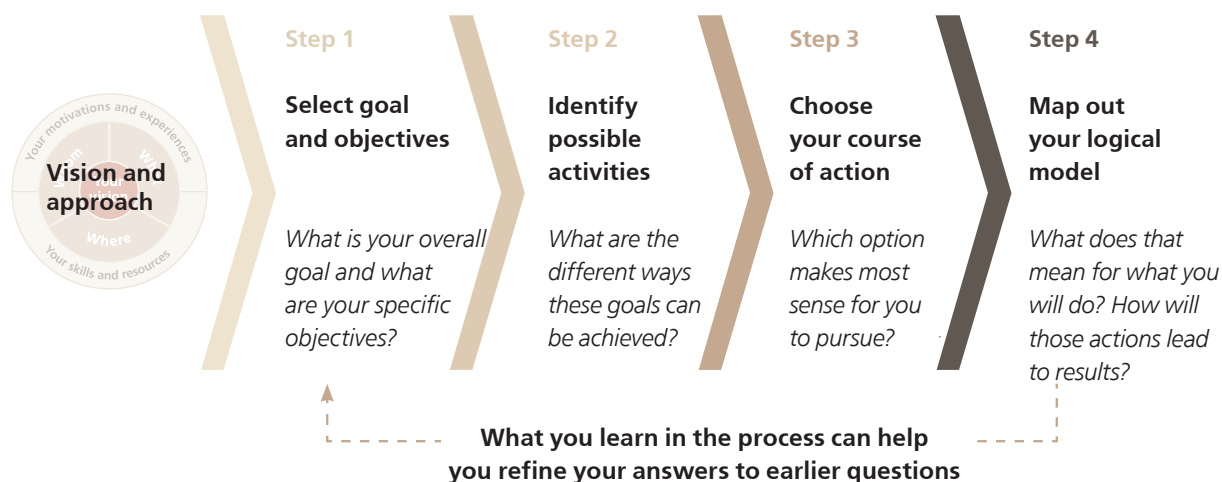 Your motivations and experiences
Whom
What
Your
vision
Where
Your skills and resources
Vision and
approach
Step 1
Select goal
and objectives
What is your overall
goal and what
are your specific
objectives?
Step 2
Identify
possible
activities
What are the
different ways
these goals can
be achieved?
Step 3
Choose
your course
of action
Which option
makes most
sense for you
to pursue?
Step 4
Map out
your logical
model
What does that
mean for what you
will do? How will
those actions lead
to results?
What you learn in the process can help
you refine your answers to earlier questions